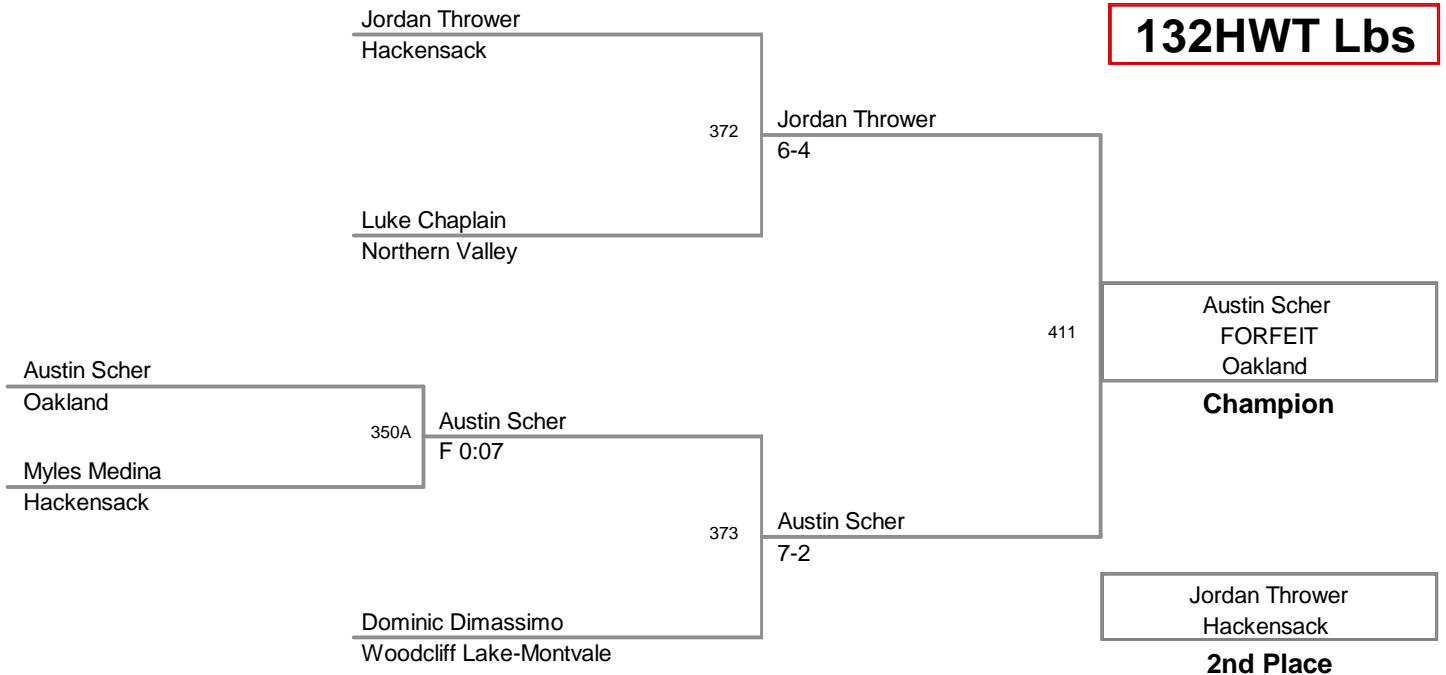 Jordan Thrower
132HWT Lbs
Hackensack
372
Jordan Thrower
6-4
Luke Chaplain
Northern Valley
Austin Scher
FORFEIT
Oakland
411
Champion
Austin Scher
Oakland
350A
Austin Scher
F 0:07
Myles Medina
Hackensack
373
Austin Scher
7-2
Dominic Dimassimo
Woodcliff Lake-Montvale
Jordan Thrower
Hackensack
2nd Place